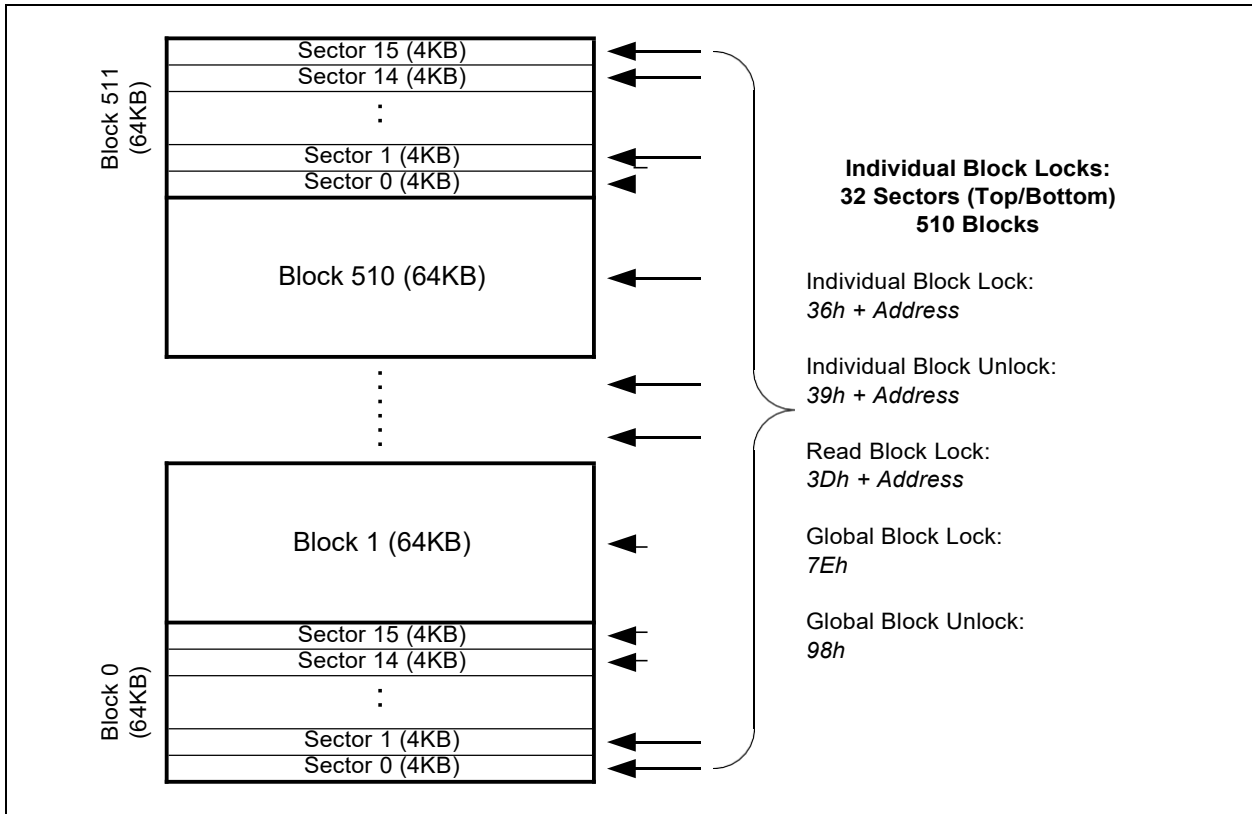 Block 511
(64KB)
Sector 15 (4KB)
Sector 14 (4KB)
:
Sector 1 (4KB)
Sector 0 (4KB)
Block 510 (64KB)
Block 1 (64KB)
Block 0
(64KB)
Sector 15 (4KB)
Sector 14 (4KB)
:
Sector 1 (4KB)
Sector 0 (4KB)
Individual Block Locks:
32 Sectors (Top/Bottom)
510 Blocks
Individual Block Lock:
36h + Address
Individual Block Unlock:
39h + Address
Read Block Lock:
3Dh + Address
Global Block Lock:
7Eh
Global Block Unlock:
98h